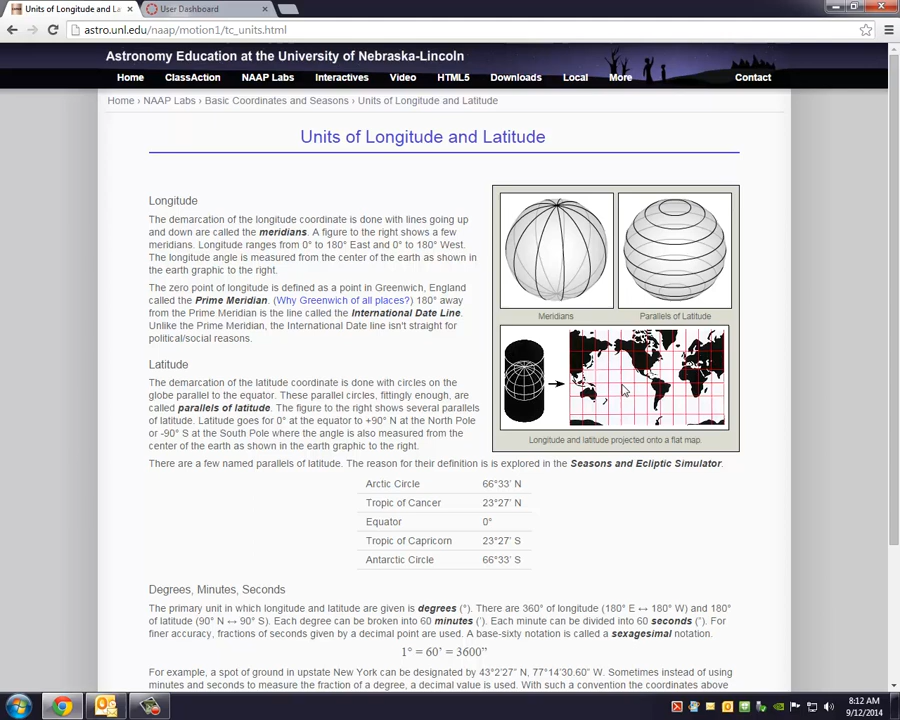 Units of Longitude and La
User Dashboard
astro.unl.edu/naap/motion1/tc_units.html
Astronomy Education at the University of Nebraska-Lincoln
Home ClassAction NAAP Labs Interactives Video HTML5 Downloads Local More Contact
Home › NAAP Labs › Basic Coordinates and Seasons › Units of Longitude and Latitude
Units of Longitude and Latitude
Longitude
The demarcation of the longitude coordinate is done with lines going up
and down are called the meridians. A figure to the right shows a few
meridians. Longitude ranges from 0° to 180° East and 0° to 180° West.
The longitude angle is measured from the center of the earth as shown in
the earth graphic to the right.
The zero point of longitude is defined as a point in Greenwich, England
called the Prime Meridian. (Why Greenwich of all places?) 180° away
from the Prime Meridian is the line called the International Date Line.
Unlike the Prime Meridian, the International Date line isn't straight for
political/social reasons.
Meridians
Parallels of Latitude
Longitude and latitude projected onto a flat map.
Latitude
The demarcation of the latitude coordinate is done with circles on the
globe parallel to the equator. These parallel circles, fittingly enough, are
called parallels of latitude. The figure to the right shows several parallels
of latitude. Latitude goes for 0° at the equator to +90° N at the North Pole
or -90° S at the South Pole where the angle is also measured from the
center of the earth as shown in the earth graphic to the right.
There are a few named parallels of latitude. The reason for their definition is is explored in the Seasons and Ecliptic Simulator.
Arctic Circle 66°33' N
Tropic of Cancer 23°27' N
Equator 0°
Tropic of Capricorn 23°27' S
Antarctic Circle 66°33' S
Degrees, Minutes, Seconds
The primary unit in which longitude and latitude are given is degrees (°). There are 360° of longitude (180° E ↔ 180° W) and 180°
of latitude (90° N ↔ 90° S). Each degree can be broken into 60 minutes ('). Each minute can be divided into 60 seconds ("). For
finer accuracy, fractions of seconds given by a decimal point are used. A base-sixty notation is called a sexagesimal notation.
1° = 60' = 3600"
For example, a spot of ground in upstate New York can be designated by 43°2'27" N, 77°14'30.60" W. Sometimes instead of using
minutes and seconds to measure the fraction of a degree, a decimal value is used. With such a convention the coordinates above
8:12 AM
9/12/2014